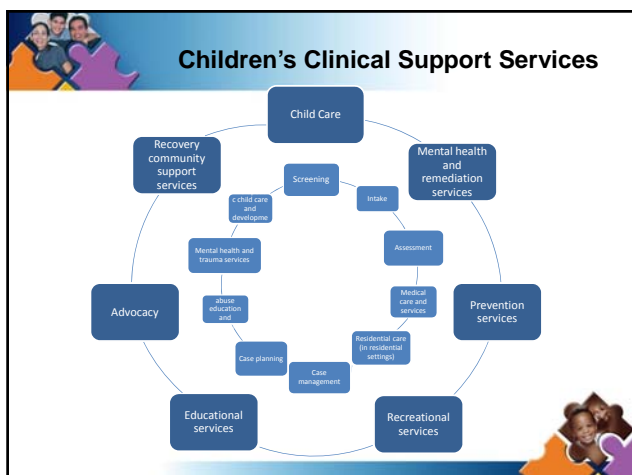 Children's Clinical Support Services
Child Care
Recovery
community
support
services
Mental health
and
remediation
services
Screening
Intake
c child care
and
developme
Assessment
Mental health and
trauma services
Medical
care and
services
abuse
education
and
Advocacy
Prevention
services
Residential care
(in residential
settings)
Case planning
Case
management
Educational
services
Recreational
services